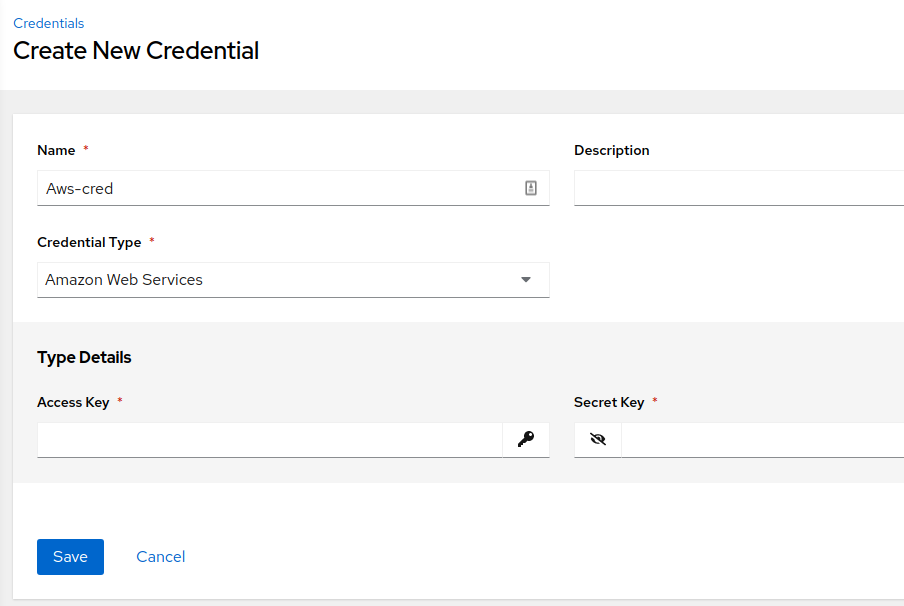 Credentials
Create New Credential
Name *
Description
Aws-cred
Credential Type *
Amazon Web Services
Type Details
Access Key *
Secret Key *
Save
Cancel